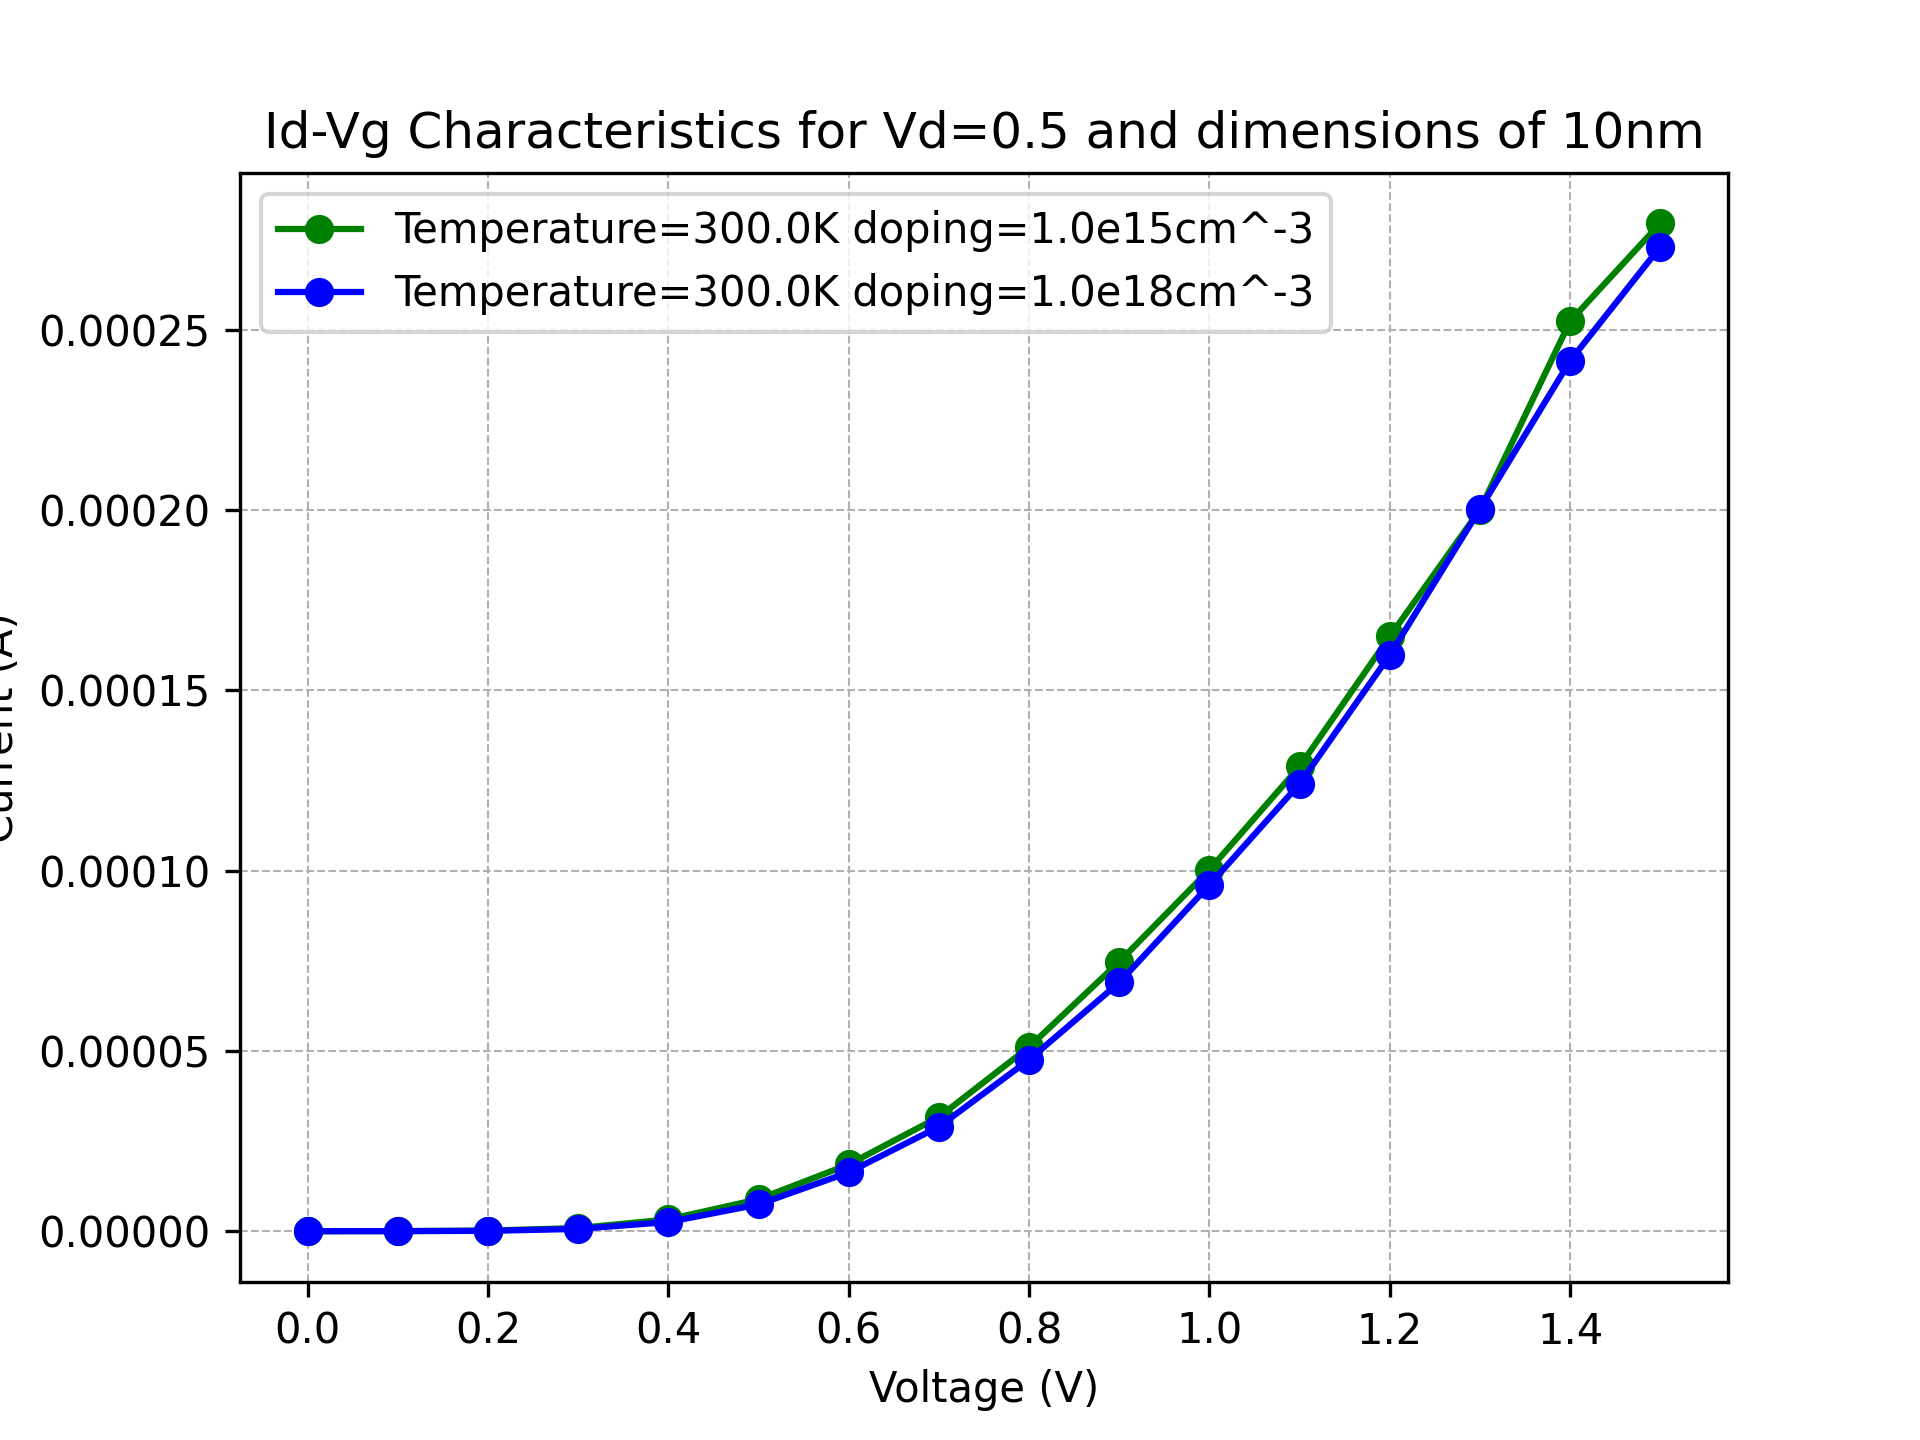 Id-Vg Characteristics for Vd=0.5 and dimensions of 10nm
Temperature=300.0K doping=1.0e15cm^-3
Temperature=300.0K doping=1.0e18cm^-3
0.00025
0.00020
0.00015
0.00010
0.00005
0.00000
Current (A)
0.0 0.2 0.4 0.6 0.8 1.0 1.2 1.4
Voltage (V)